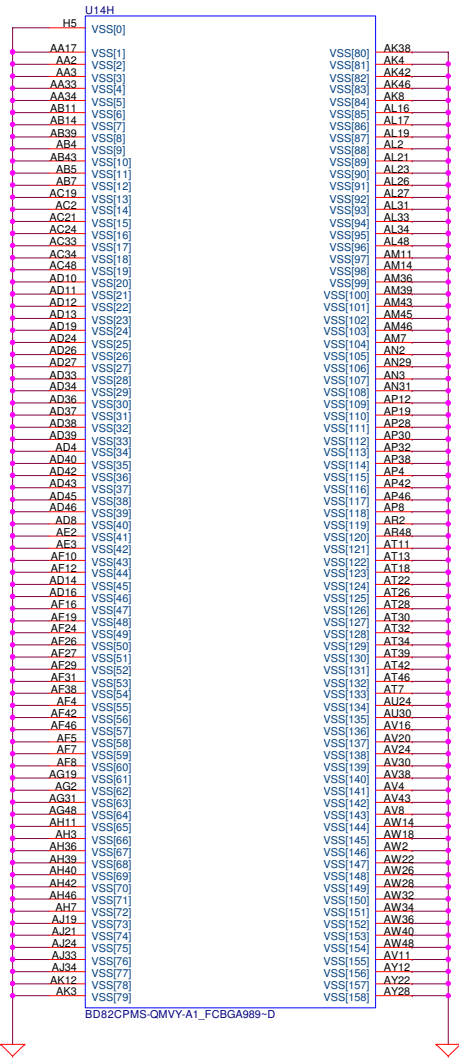 U14H
H5 VSS[0]
AA17 VSS[1]
AA2 VSS[2]
AA3 VSS[3]
AA33 VSS[4]
AA34 VSS[5]
AB11 VSS[6]
AB14 VSS[7]
AB39 VSS[8]
AB4 VSS[9]
AB43 VSS[10]
AB5 VSS[11]
AB7 VSS[12]
AC19 VSS[13]
AC2 VSS[14]
AC21 VSS[15]
AC24 VSS[16]
AC33 VSS[17]
AC34 VSS[18]
AC48 VSS[19]
AD10 VSS[20]
AD11 VSS[21]
AD12 VSS[22]
AD13 VSS[23]
AD19 VSS[24]
AD24 VSS[25]
AD26 VSS[26]
AD27 VSS[27]
AD33 VSS[28]
AD34 VSS[29]
AD36 VSS[30]
AD37 VSS[31]
AD38 VSS[32]
AD39 VSS[33]
AD4 VSS[34]
AD40 VSS[35]
AD42 VSS[36]
AD43 VSS[37]
AD45 VSS[38]
AD46 VSS[39]
AD8 VSS[40]
AE2 VSS[41]
AE3 VSS[42]
AF10 VSS[43]
AF12 VSS[44]
AD14 VSS[45]
AD16 VSS[46]
AF16 VSS[47]
AF19 VSS[48]
AF24 VSS[49]
AF26 VSS[50]
AF27 VSS[51]
AF29 VSS[52]
AF31 VSS[53]
AF38 VSS[54]
AF4 VSS[55]
AF42 VSS[56]
AF46 VSS[57]
AF5 VSS[58]
AF7 VSS[59]
AF8 VSS[60]
AG19 VSS[61]
AG2 VSS[62]
AG31 VSS[63]
AG48 VSS[64]
AH11 VSS[65]
AH3 VSS[66]
AH36 VSS[67]
AH39 VSS[68]
AH40 VSS[69]
AH42 VSS[70]
AH46 VSS[71]
AH7 VSS[72]
AJ19 VSS[73]
AJ21 VSS[74]
AJ24 VSS[75]
AJ33 VSS[76]
AJ34 VSS[77]
AK12 VSS[78]
AK3 VSS[79]
VSS[80] AK38
VSS[81] AK4
VSS[82] AK42
VSS[83] AK46
VSS[84] AK8
VSS[85] AL16
VSS[86] AL17
VSS[87] AL19
VSS[88] AL2
VSS[89] AL21
VSS[90] AL23
VSS[91] AL26
VSS[92] AL27
VSS[93] AL31
VSS[94] AL33
VSS[95] AL34
VSS[96] AL48
VSS[97] AM11
VSS[98] AM14
VSS[99] AM36
VSS[100] AM39
VSS[101] AM43
VSS[102] AM45
VSS[103] AM46
VSS[104] AM7
VSS[105] AN2
VSS[106] AN29
VSS[107] AN3
VSS[108] AN31
VSS[109] AP12
VSS[110] AP19
VSS[111] AP28
VSS[112] AP30
VSS[113] AP32
VSS[114] AP38
VSS[115] AP4
VSS[116] AP42
VSS[117] AP46
VSS[118] AP8
VSS[119] AR2
VSS[120] AR48
VSS[121] AT11
VSS[122] AT13
VSS[123] AT18
VSS[124] AT22
VSS[125] AT26
VSS[126] AT28
VSS[127] AT30
VSS[128] AT32
VSS[129] AT34
VSS[130] AT39
VSS[131] AT42
VSS[132] AT46
VSS[133] AT7
VSS[134] AU24
VSS[135] AU30
VSS[136] AV16
VSS[137] AV20
VSS[138] AV24
VSS[139] AV30
VSS[140] AV38
VSS[141] AV4
VSS[142] AV43
VSS[143] AV8
VSS[144] AW14
VSS[145] AW18
VSS[146] AW2
VSS[147] AW22
VSS[148] AW26
VSS[149] AW28
VSS[150] AW32
VSS[151] AW34
VSS[152] AW36
VSS[153] AW40
VSS[154] AW48
VSS[155] AV11
VSS[156] AY12
VSS[157] AY22
VSS[158] AY28
BD82CPMS-QMVY-A1_FCBGA989~D